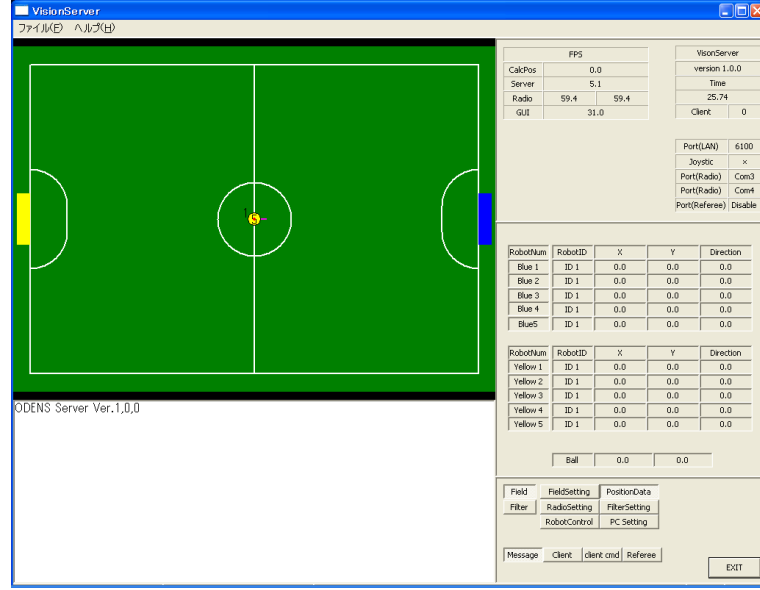 VisionServer
ファイル(F) ヘルプ(H)
FPS
CalcPos 0.0
Server 5.1
Radio 59.4 59.4
GUI 31.0
VisonServer
version 1.0.0
Time
25.74
Client 0
Port(LAN) 6100
Joystic ×
Port(Radio) Com3
Port(Radio) Com4
Port(Referee) Disable
5
RobotNum RobotID X Y Direction
Blue 1 ID 1 0.0 0.0 0.0
Blue 2 ID 1 0.0 0.0 0.0
Blue 3 ID 1 0.0 0.0 0.0
Blue 4 ID 1 0.0 0.0 0.0
Blue5 ID 1 0.0 0.0 0.0
RobotNum RobotID X Y Direction
Yellow 1 ID 1 0.0 0.0 0.0
Yellow 2 ID 1 0.0 0.0 0.0
Yellow 3 ID 1 0.0 0.0 0.0
Yellow 4 ID 1 0.0 0.0 0.0
Yellow 5 ID 1 0.0 0.0 0.0
Ball 0.0 0.0
ODENS Server Ver.1,0,0
Field FieldSetting PositionData
Filter RadioSetting FilterSetting
RobotControl PC Setting
Message Client client cmd Referee
EXIT